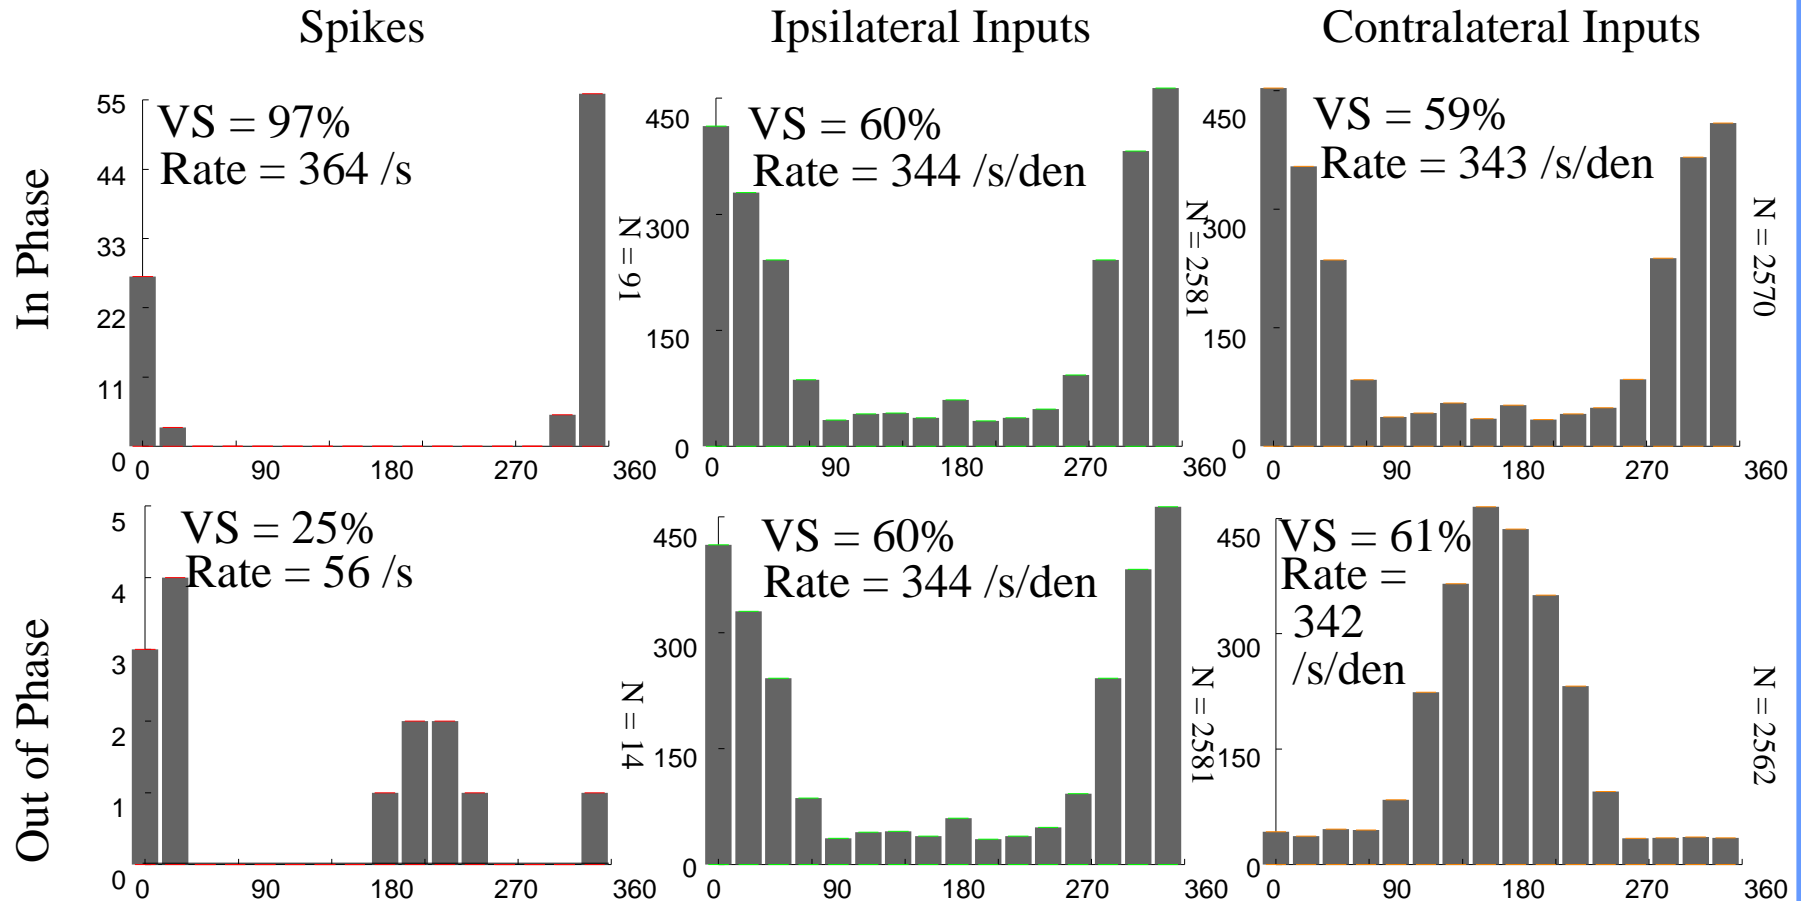 Spikes
Ipsilateral Inputs
Contralateral Inputs
In Phase
VS = 97%
Rate = 364 /s
55
44
33
22
11
0
0 90 180 270 360
N = 91
VS = 60%
Rate = 344 /s/den
450
300
150
0
0 90 180 270 360
N = 2581
VS = 59%
Rate = 343 /s/den
450
300
150
0
0 90 180 270 360
N = 2570
Out of Phase
VS = 25%
Rate = 56 /s
5
4
3
2
1
0
0 90 180 270 360
N = 14
VS = 60%
Rate = 344 /s/den
450
300
150
0
0 90 180 270 360
N = 2581
VS = 61%
Rate =
342
/s/den
450
300
150
0
0 90 180 270 360
N = 2562